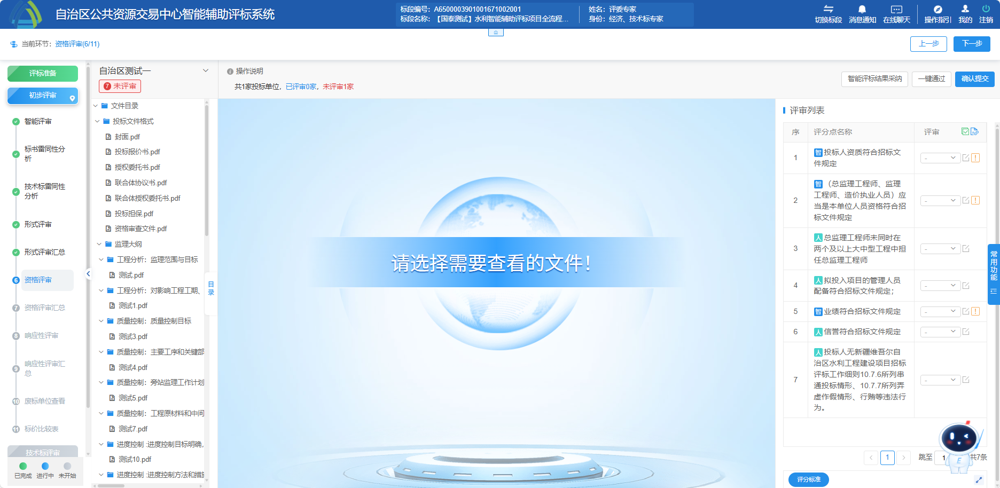 自治区公共资源交易中心智能辅助评标系统
标段编号：A6500003901001671002001
标段名称：【国泰测试】水利智能辅助评标项目全流程...
姓名：评委专家
身份：经济、技术标专家
切换标段
消息通知
在线聊天
操作指引
我的
注销
当前环节：资格评审(6/11)
上一步
下一步
评标准备
初步评审
智能评审
标书雷同性分
析
技术标雷同性
分析
形式评审
形式评审汇总
6 资格评审
7 资格评审汇总
8 响应性评审
9 响应性评审汇
总
10 废标单位查看
11 标价比较表
技术标评审
已完成
进行中
未开始
自治区测试一
7 未评审
文件目录
投标文件格式
封面.pdf
投标报价书.pdf
授权委托书.pdf
联合体协议书.pdf
联合体授权委托书.pdf
投标担保.pdf
资格审查文件.pdf
监理大纲
工程分析：监理范围与目标
测试.pdf
工程分析：对影响工程工期、
测试1.pdf
质量控制：质量控制目标
测试3.pdf
质量控制：主要工序和关键部
测试4.pdf
质量控制：旁站监理工作计划
测试5.pdf
质量控制：工程原材料和中间
测试7.pdf
进度控制 :进度控制目标明确,
测试10.pdf
进度控制 :进度控制方法和措施
目
录
操作说明
共1家投标单位，已评审0家，未评审1家
智能评标结果采纳
一键通过
确认提交
请选择需要查看的文件！
评审列表
序
评分点名称
评审
1
智 投标人资质符合招标文
件规定
-
2
智 （总监理工程师、监理
工程师、造价执业人员）应
当是本单位人员资格符合招
标文件规定
-
3
人 总监理工程师未同时在
两个及以上大中型工程中担
任总监理工程师
-
4
人 拟投入项目的管理人员
配备符合招标文件规定；
-
5
智 业绩符合招标文件规定
-
6
人 信誉符合招标文件规定
-
7
人 投标人无新疆维吾尔自
治区水利工程建设项目招标
评标工作细则10.7.6所列串
通投标情形、10.7.7所列弄
虚作假情形、行贿等违法行
为。
-
1
跳至 1
共7条
评分标准
常
用
功
能
E